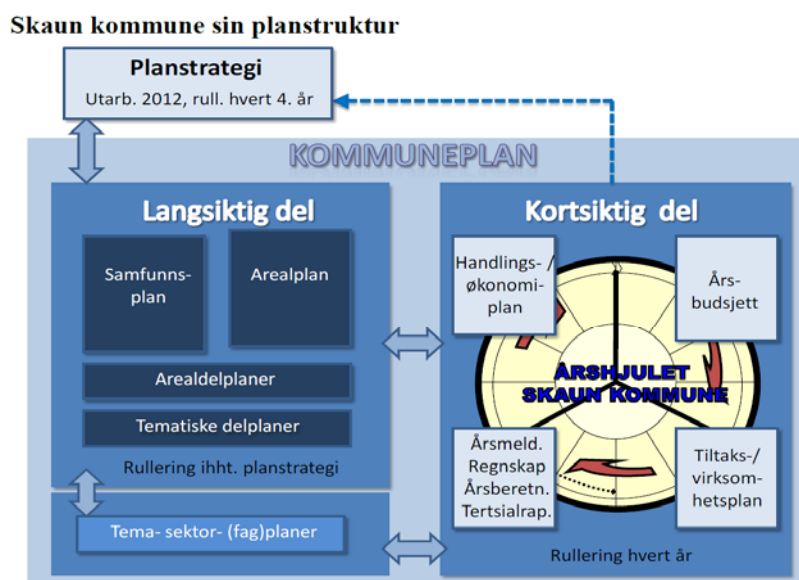 Skaun kommune sin planstruktur
Planstrategi
Utarb. 2012, rull. hvert 4. år
KOMMUNEPLAN
Langsiktig del
Samfunns-
plan
Arealplan
Arealdelplaner
Tematiske delplaner
Rullering ihht. planstrategi
Tema- sektor- (fag)planer
Kortsiktig del
Handlings- /
økonomi-
plan
Års-
budsjett
ÅRSHJULET
SKAUN KOMMUNE
Årsmeld.
Regnskap
Årsberetn.
Tertsialrap.
Tiltaks-/
virksom-
hetsplan
Rullering hvert år